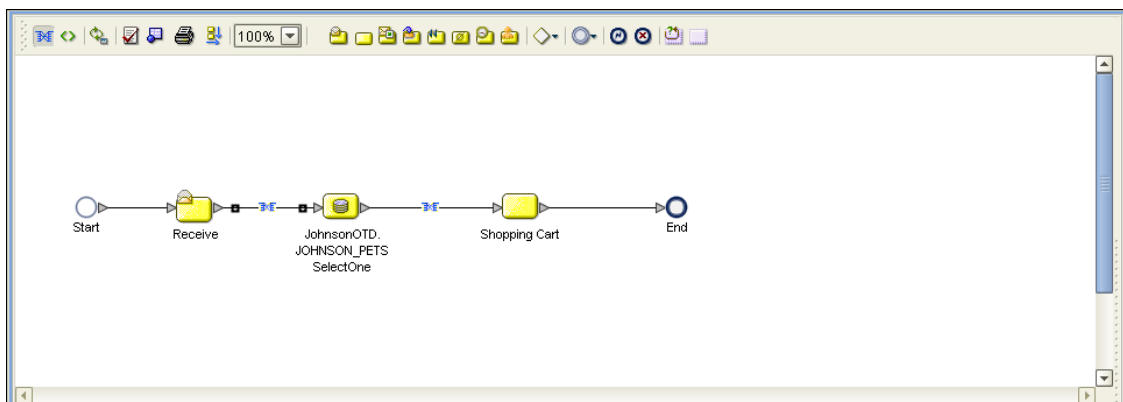 100%
Start
Receive
JohnsonOTD.
JOHNSON_PETS
SelectOne
Shopping Cart
End